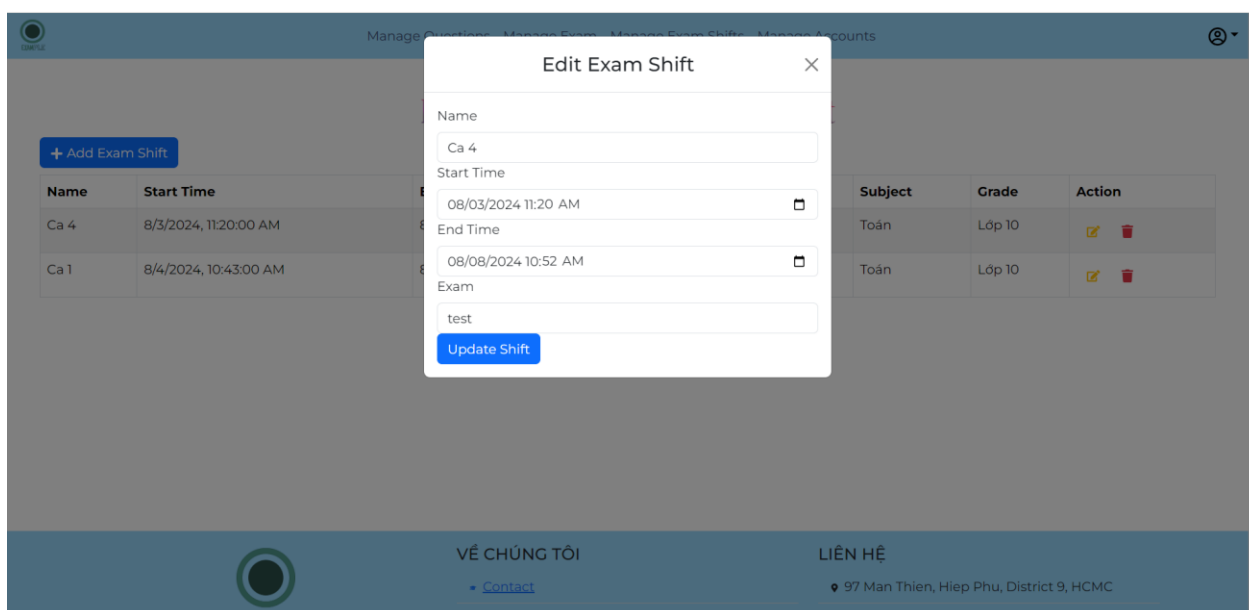 Manage Questions Manage Exam Manage Exam Shifts Manage Accounts
Edit Exam Shift
+ Add Exam Shift
Name
Ca 4
Start Time
08/03/2024 11:20 AM
End Time
08/08/2024 10:52 AM
Exam
test
Update Shift
Name Start Time Subject Grade Action
Ca 4 8/3/2024, 11:20:00 AM Toán Lớp 10
Ca 1 8/4/2024, 10:43:00 AM Toán Lớp 10
VỀ CHÚNG TÔI
Contact
LIÊN HỆ
97 Man Thien, Hiep Phu, District 9, HCMC